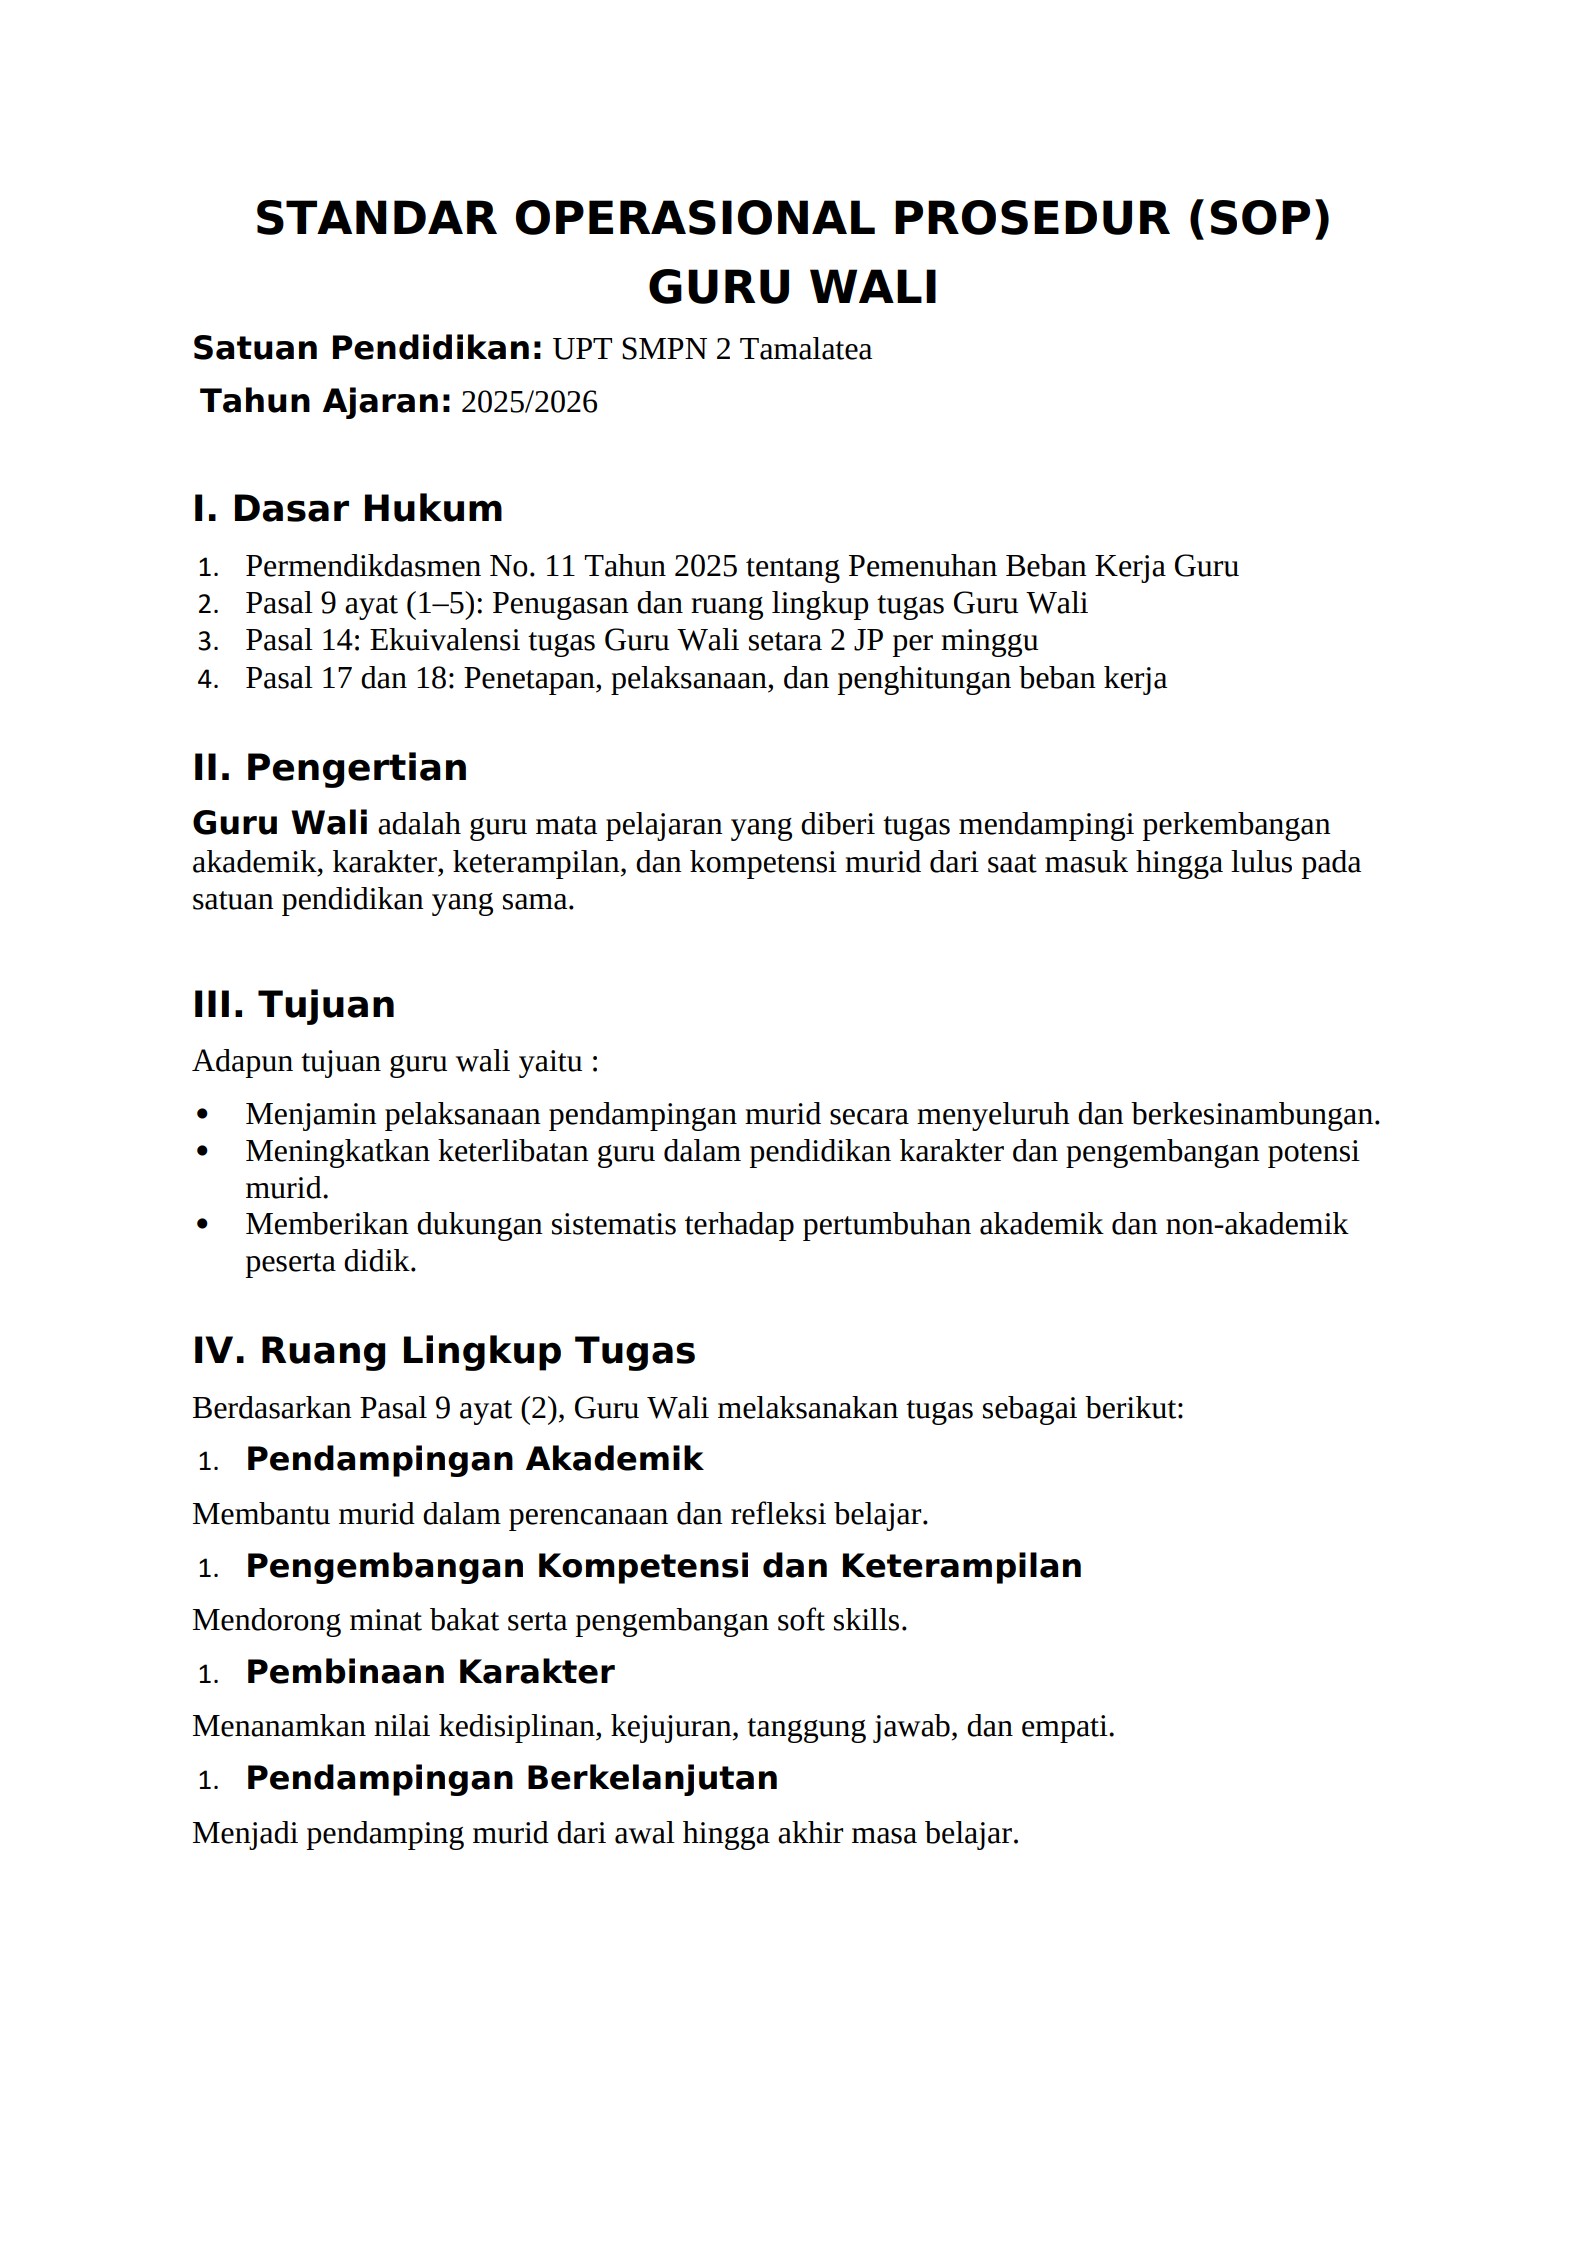 STANDAR OPERASIONAL PROSEDUR (SOP)
GURU WALI
Satuan Pendidikan: UPT SMPN 2 Tamalatea
Tahun Ajaran: 2025/2026
I. Dasar Hukum
1. Permendikdasmen No. 11 Tahun 2025 tentang Pemenuhan Beban Kerja Guru
2. Pasal 9 ayat (1–5): Penugasan dan ruang lingkup tugas Guru Wali
3. Pasal 14: Ekuivalensi tugas Guru Wali setara 2 JP per minggu
4. Pasal 17 dan 18: Penetapan, pelaksanaan, dan penghitungan beban kerja
II. Pengertian
Guru Wali adalah guru mata pelajaran yang diberi tugas mendampingi perkembangan
akademik, karakter, keterampilan, dan kompetensi murid dari saat masuk hingga lulus pada
satuan pendidikan yang sama.
III. Tujuan
Adapun tujuan guru wali yaitu :
• Menjamin pelaksanaan pendampingan murid secara menyeluruh dan berkesinambungan.
• Meningkatkan keterlibatan guru dalam pendidikan karakter dan pengembangan potensi
murid.
• Memberikan dukungan sistematis terhadap pertumbuhan akademik dan non-akademik
peserta didik.
IV. Ruang Lingkup Tugas
Berdasarkan Pasal 9 ayat (2), Guru Wali melaksanakan tugas sebagai berikut:
1. Pendampingan Akademik
Membantu murid dalam perencanaan dan refleksi belajar.
1. Pengembangan Kompetensi dan Keterampilan
Mendorong minat bakat serta pengembangan soft skills.
1. Pembinaan Karakter
Menanamkan nilai kedisiplinan, kejujuran, tanggung jawab, dan empati.
1. Pendampingan Berkelanjutan
Menjadi pendamping murid dari awal hingga akhir masa belajar.